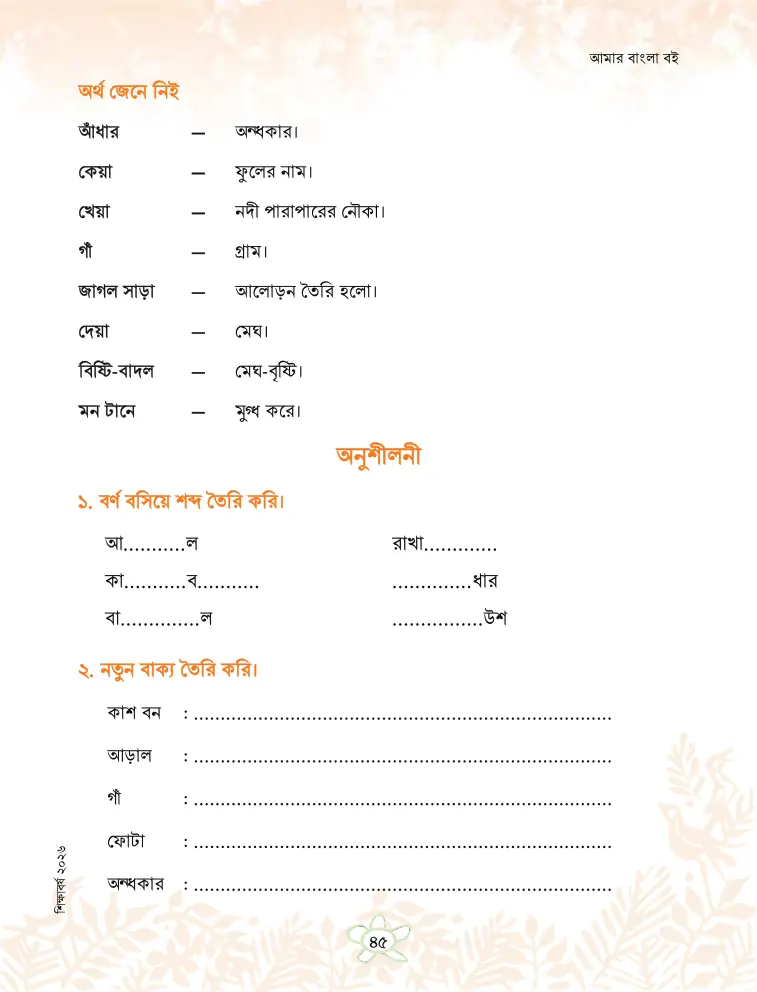 আমার বাংলা বই
অর্থ জেনে নিই
আঁধার — অন্ধকার।
কেয়া — ফুলের নাম।
খেয়া — নদী পারাপারের নৌকা।
গাঁ — গ্রাম।
জাগল সাড়া — আলোড়ন তৈরি হলো।
দেয়া — মেঘ।
বিষ্টি-বাদল — মেঘ-বৃষ্টি।
মন টানে — মুগ্ধ করে।
অনুশীলনী
১. বর্ণ বসিয়ে শব্দ তৈরি করি।
আ...........ল রাখা.............
কা...........ব........... ..............ধার
বা..............ল ................উশ
২. নতুন বাক্য তৈরি করি।
কাশ বন : ................................................................................
আড়াল : ................................................................................
গাঁ : ................................................................................
ফোটা : ................................................................................
অন্ধকার : ................................................................................
শিক্ষাবর্ষ ২০২৬
৪৫